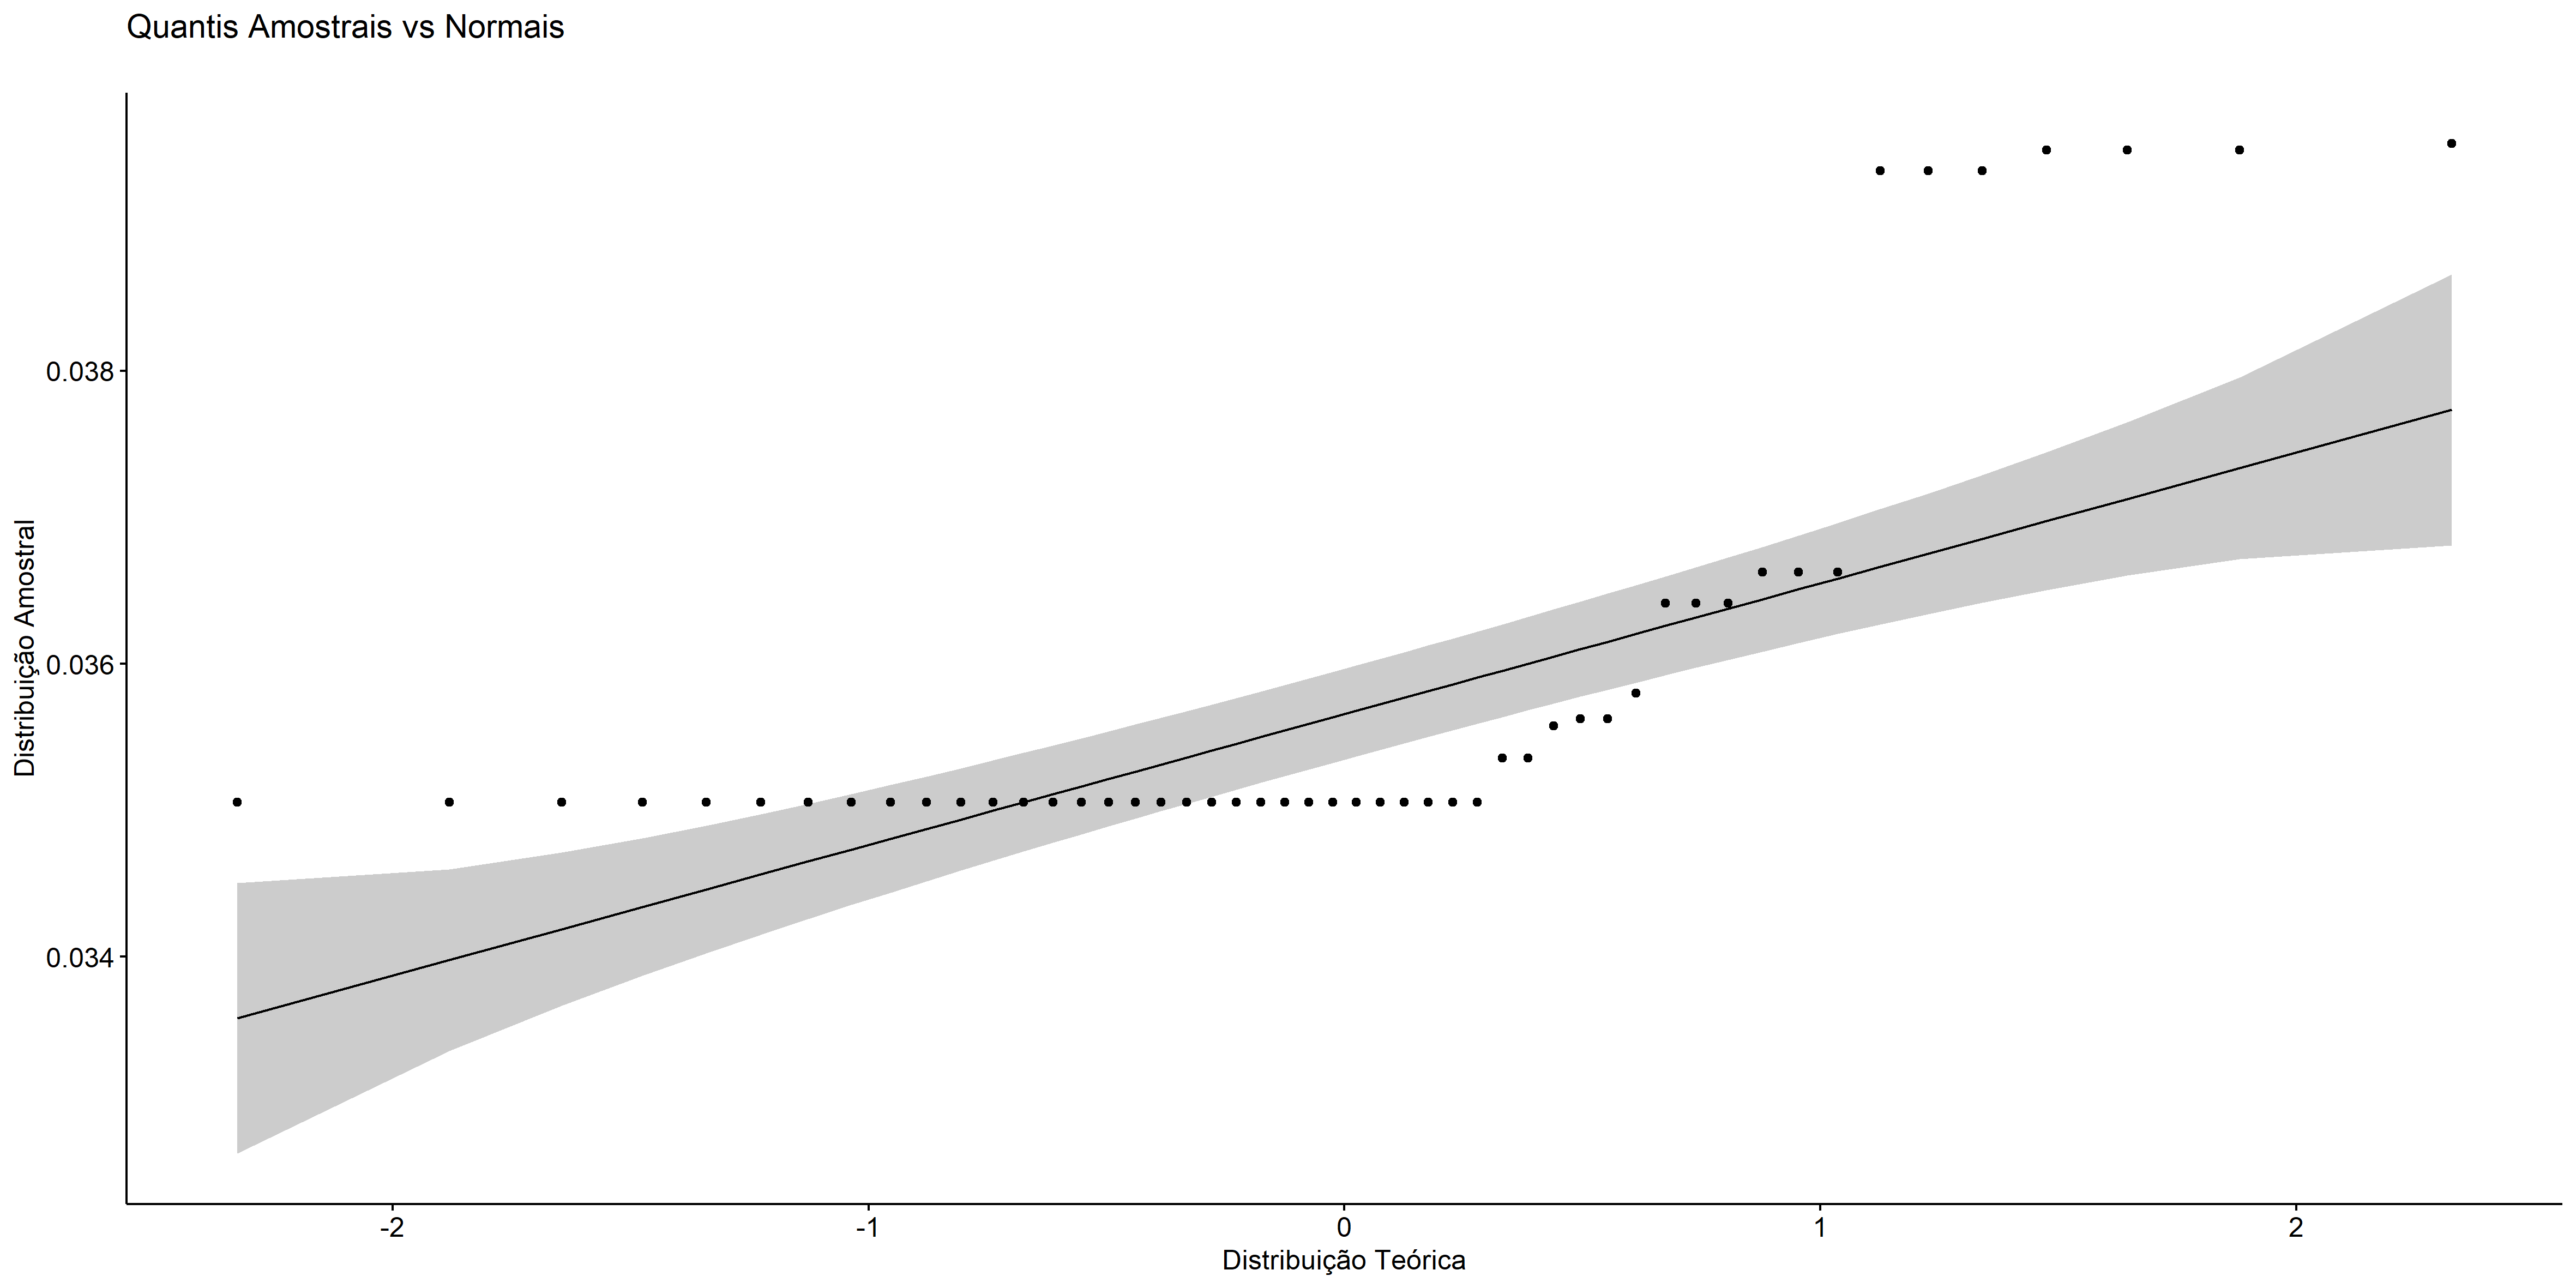 Quantis Amostrais vs Normais
Distribuição Amostral
0.038
0.036
0.034
-2
-1
0
1
2
Distribuição Teórica